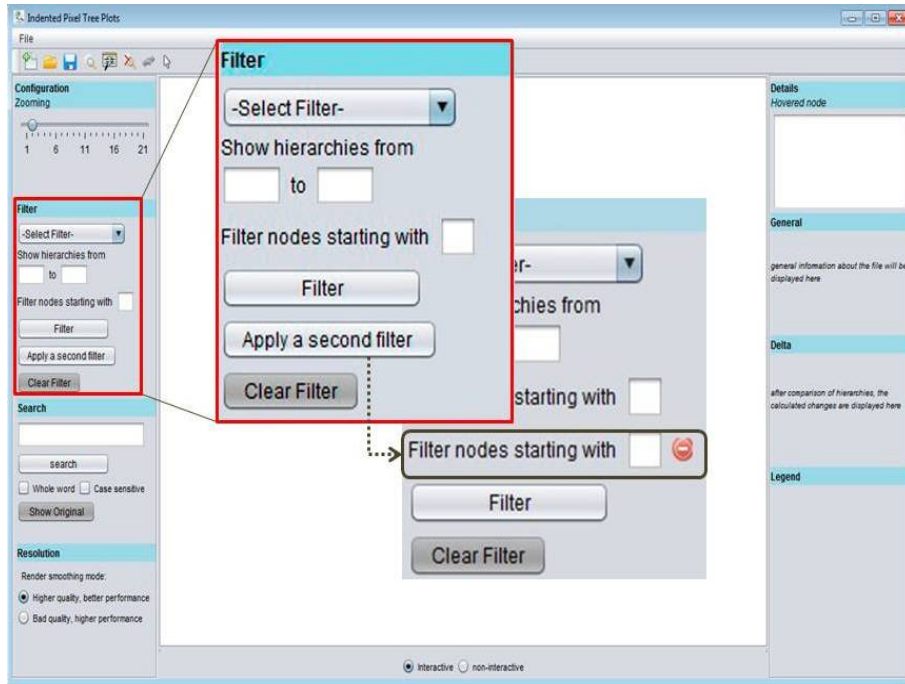 Indented Pixel Tree Plots
File
Configuration
Zooming
1 6 11 16 21
Filter
-Select Filter-
Show hierarchies from
to
Filter nodes starting with
Filter
Apply a second filter
Clear Filter
Search
search
Whole word Case sensitive
Show Original
Resolution
Render smoothing mode:
Higher quality, better performance
Bad quality, higher performance
Filter
-Select Filter-
Show hierarchies from
to
Filter nodes starting with
Filter
Apply a second filter
Clear Filter
er-
chies from
starting with
Filter nodes starting with
Filter
Clear Filter
Interactive non-interactive
Details
Hovered node
General
general infomation about the file will be
displayed here
Delta
after comparison of hierarchies, the
calculated changes are displayed here
Legend